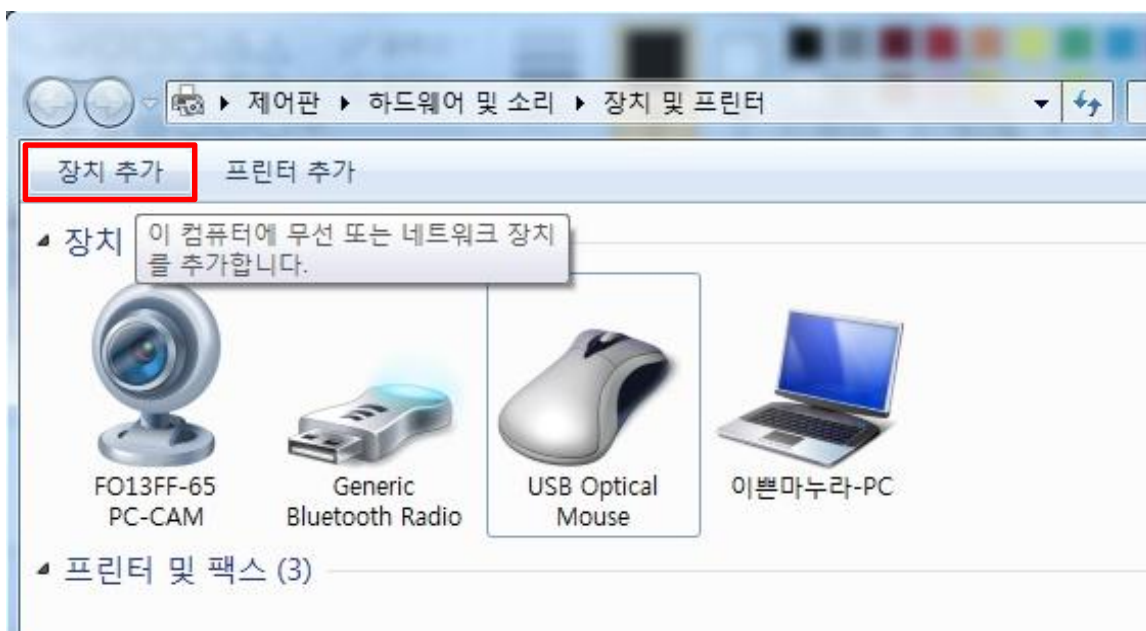 제어판 ▶ 하드웨어 및 소리 ▶ 장치 및 프린터
장치 추가 프린터 추가
장치
이 컴퓨터에 무선 또는 네트워크 장치
를 추가합니다.
FO13FF-65
PC-CAM
Generic
Bluetooth Radio
USB Optical
Mouse
이쁜마누라-PC
프린터 및 팩스 (3)